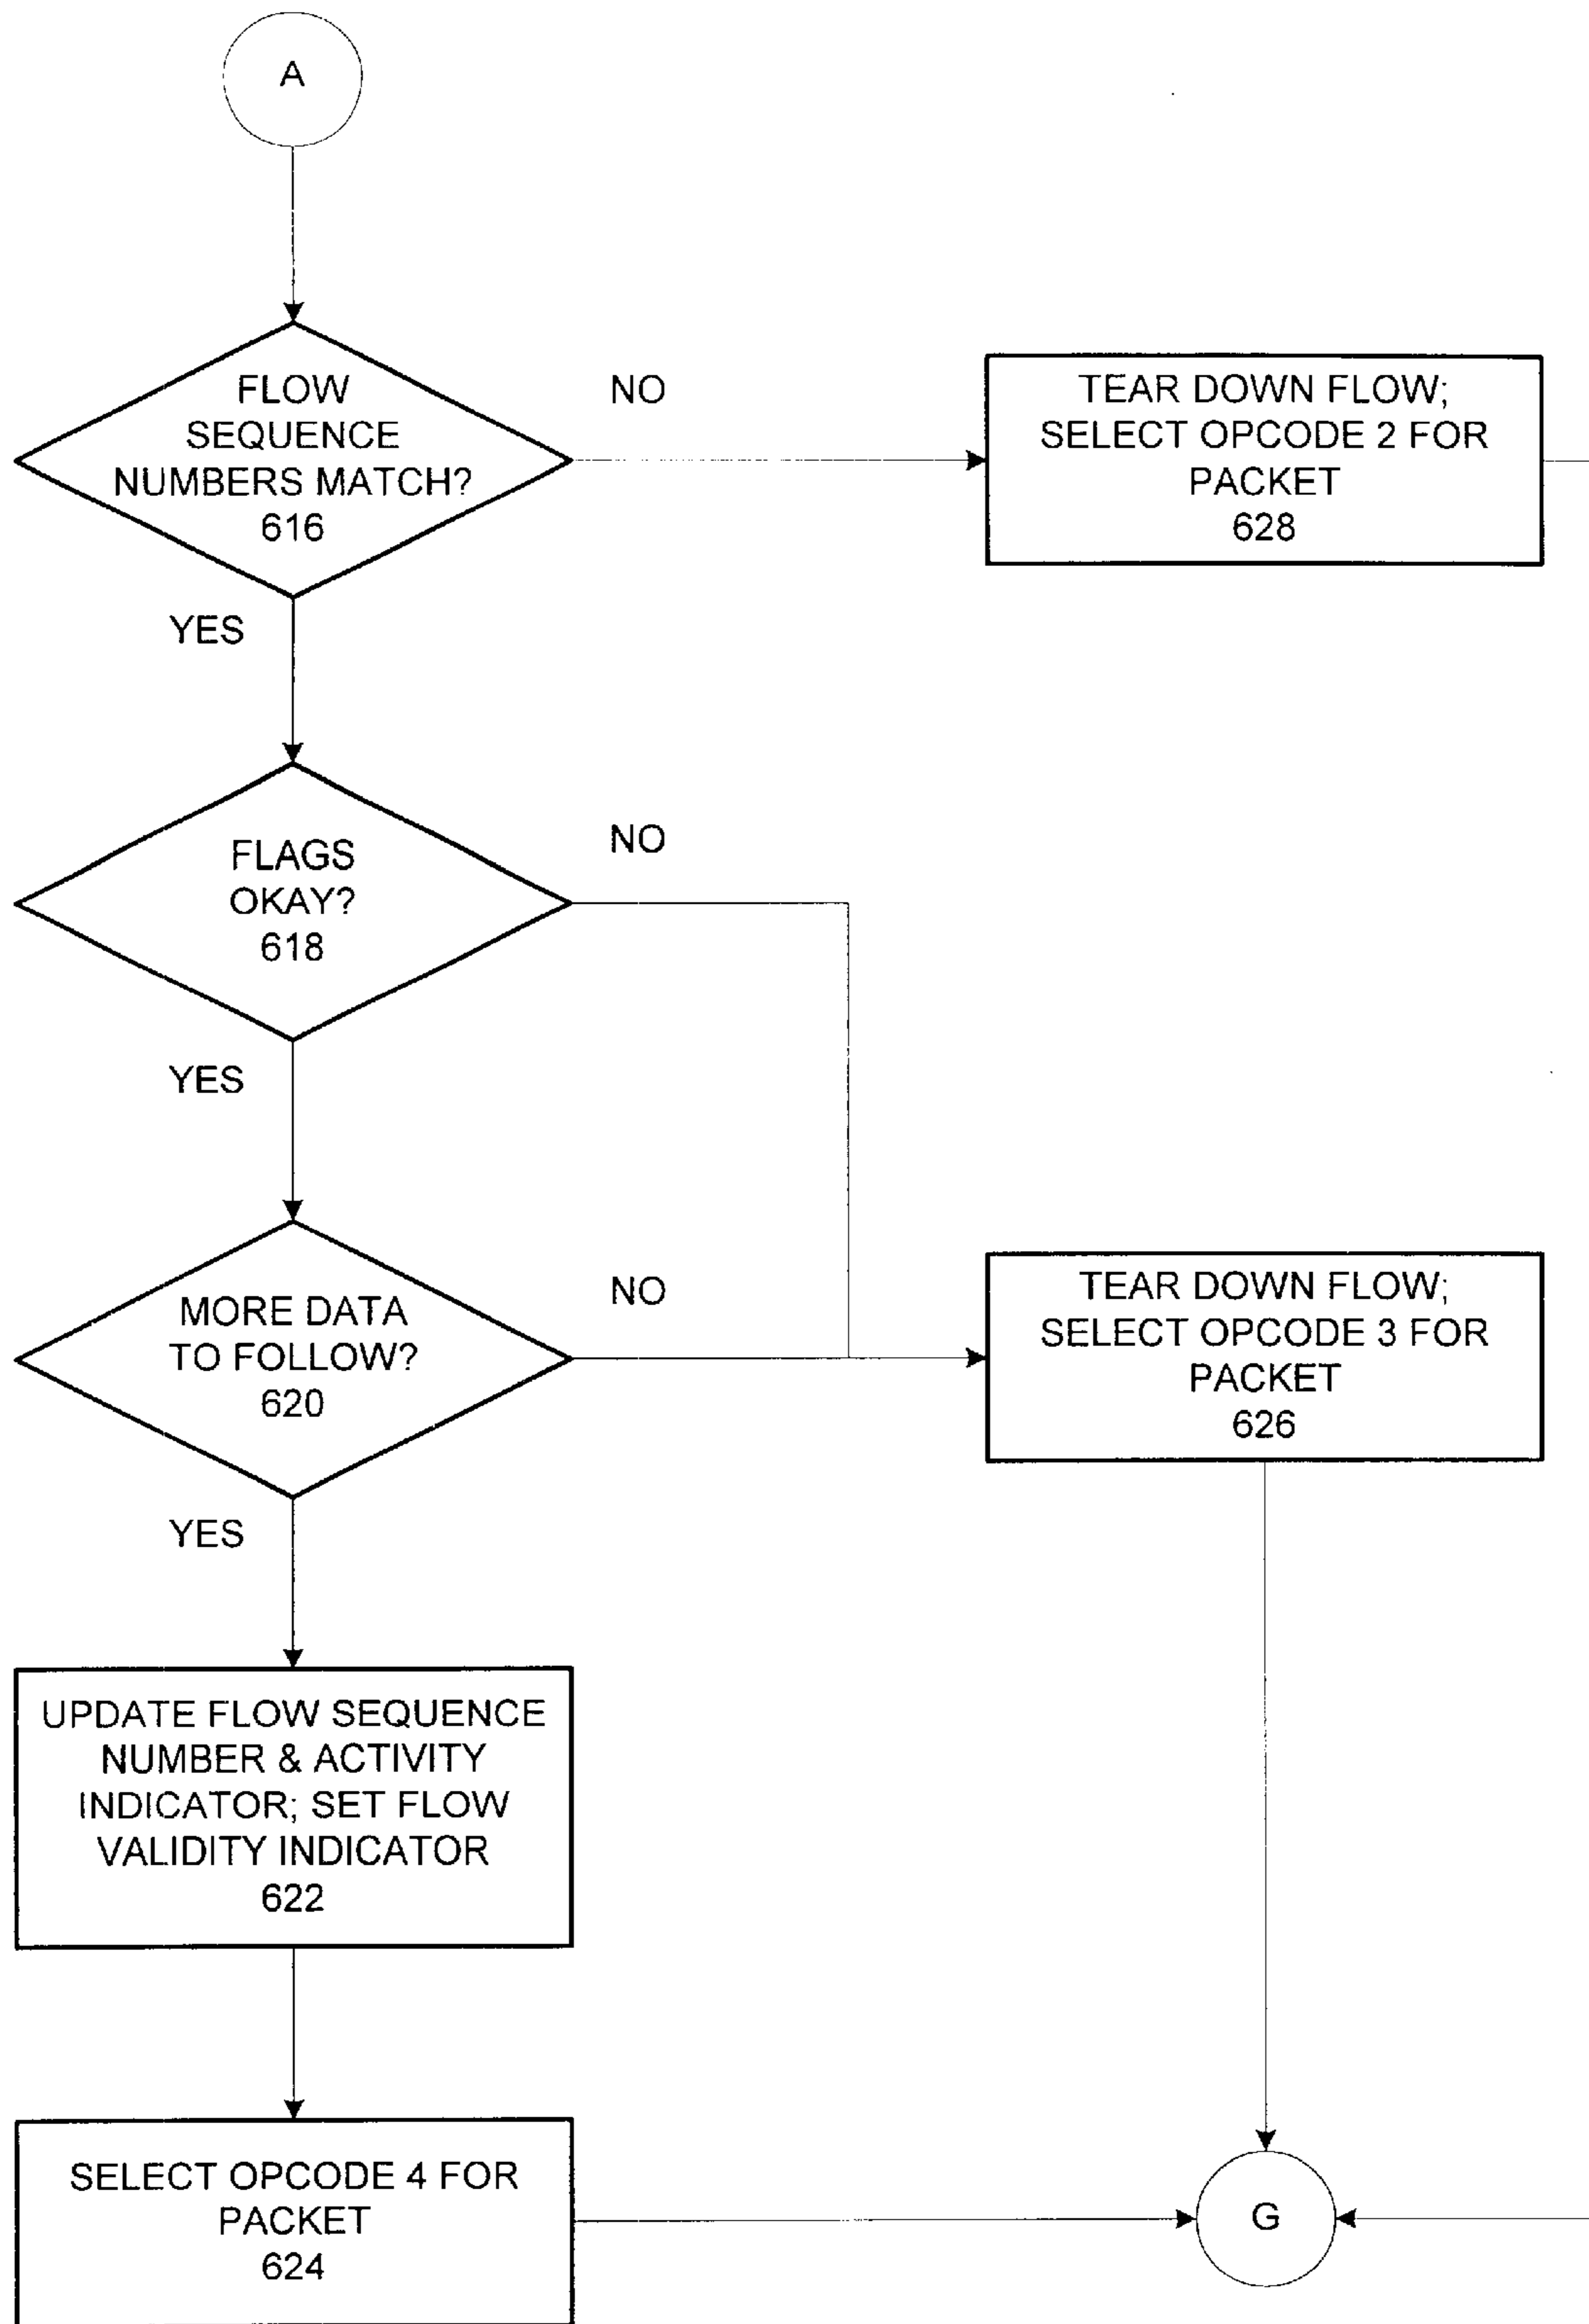 A
FLOW
SEQUENCE
NUMBERS MATCH?
616
NO
TEAR DOWN FLOW;
SELECT OPCODE 2 FOR
PACKET
628
YES
FLAGS
OKAY?
618
NO
YES
MORE DATA
TO FOLLOW?
620
NO
TEAR DOWN FLOW;
SELECT OPCODE 3 FOR
PACKET
626
YES
UPDATE FLOW SEQUENCE
NUMBER & ACTIVITY
INDICATOR; SET FLOW
VALIDITY INDICATOR
622
SELECT OPCODE 4 FOR
PACKET
624
G